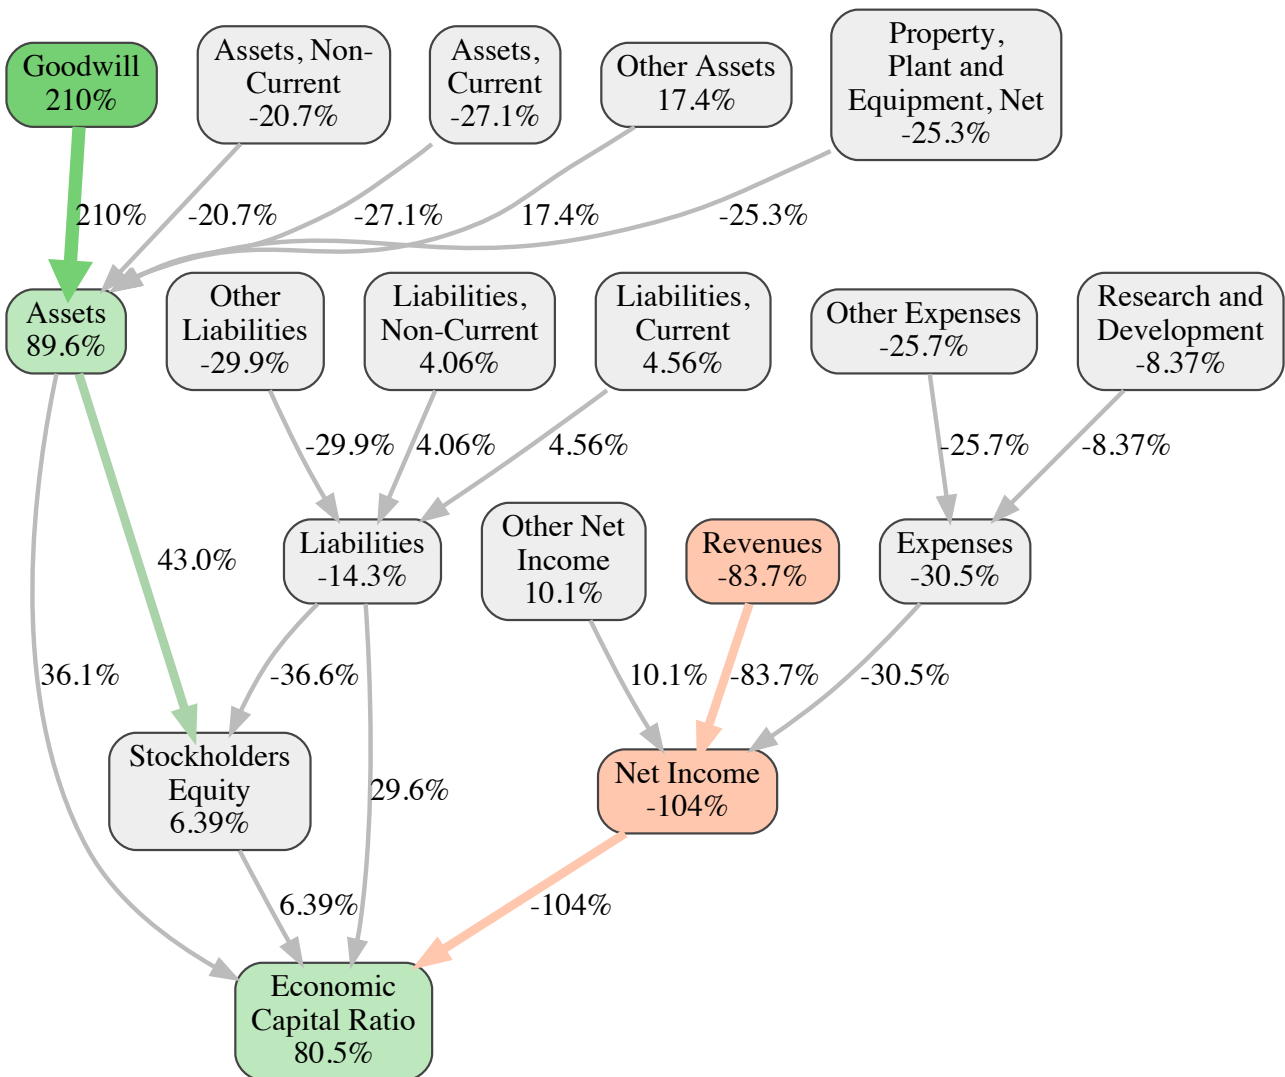 Goodwill
210%
Assets, Non-
Current
-20.7%
Assets,
Current
-27.1%
Other Assets
17.4%
Property,
Plant and
Equipment, Net
-25.3%
210%
-20.7%
-27.1%
17.4%
-25.3%
Assets
89.6%
Other
Liabilities
-29.9%
Liabilities,
Non-Current
4.06%
Liabilities,
Current
4.56%
Other Expenses
-25.7%
Research and
Development
-8.37%
-29.9%
4.06%
4.56%
-25.7%
-8.37%
43.0%
Liabilities
-14.3%
Other Net
Income
10.1%
Revenues
-83.7%
Expenses
-30.5%
36.1%
-36.6%
10.1%
-83.7%
-30.5%
Stockholders
Equity
6.39%
29.6%
Net Income
-104%
6.39%
-104%
Economic
Capital Ratio
80.5%